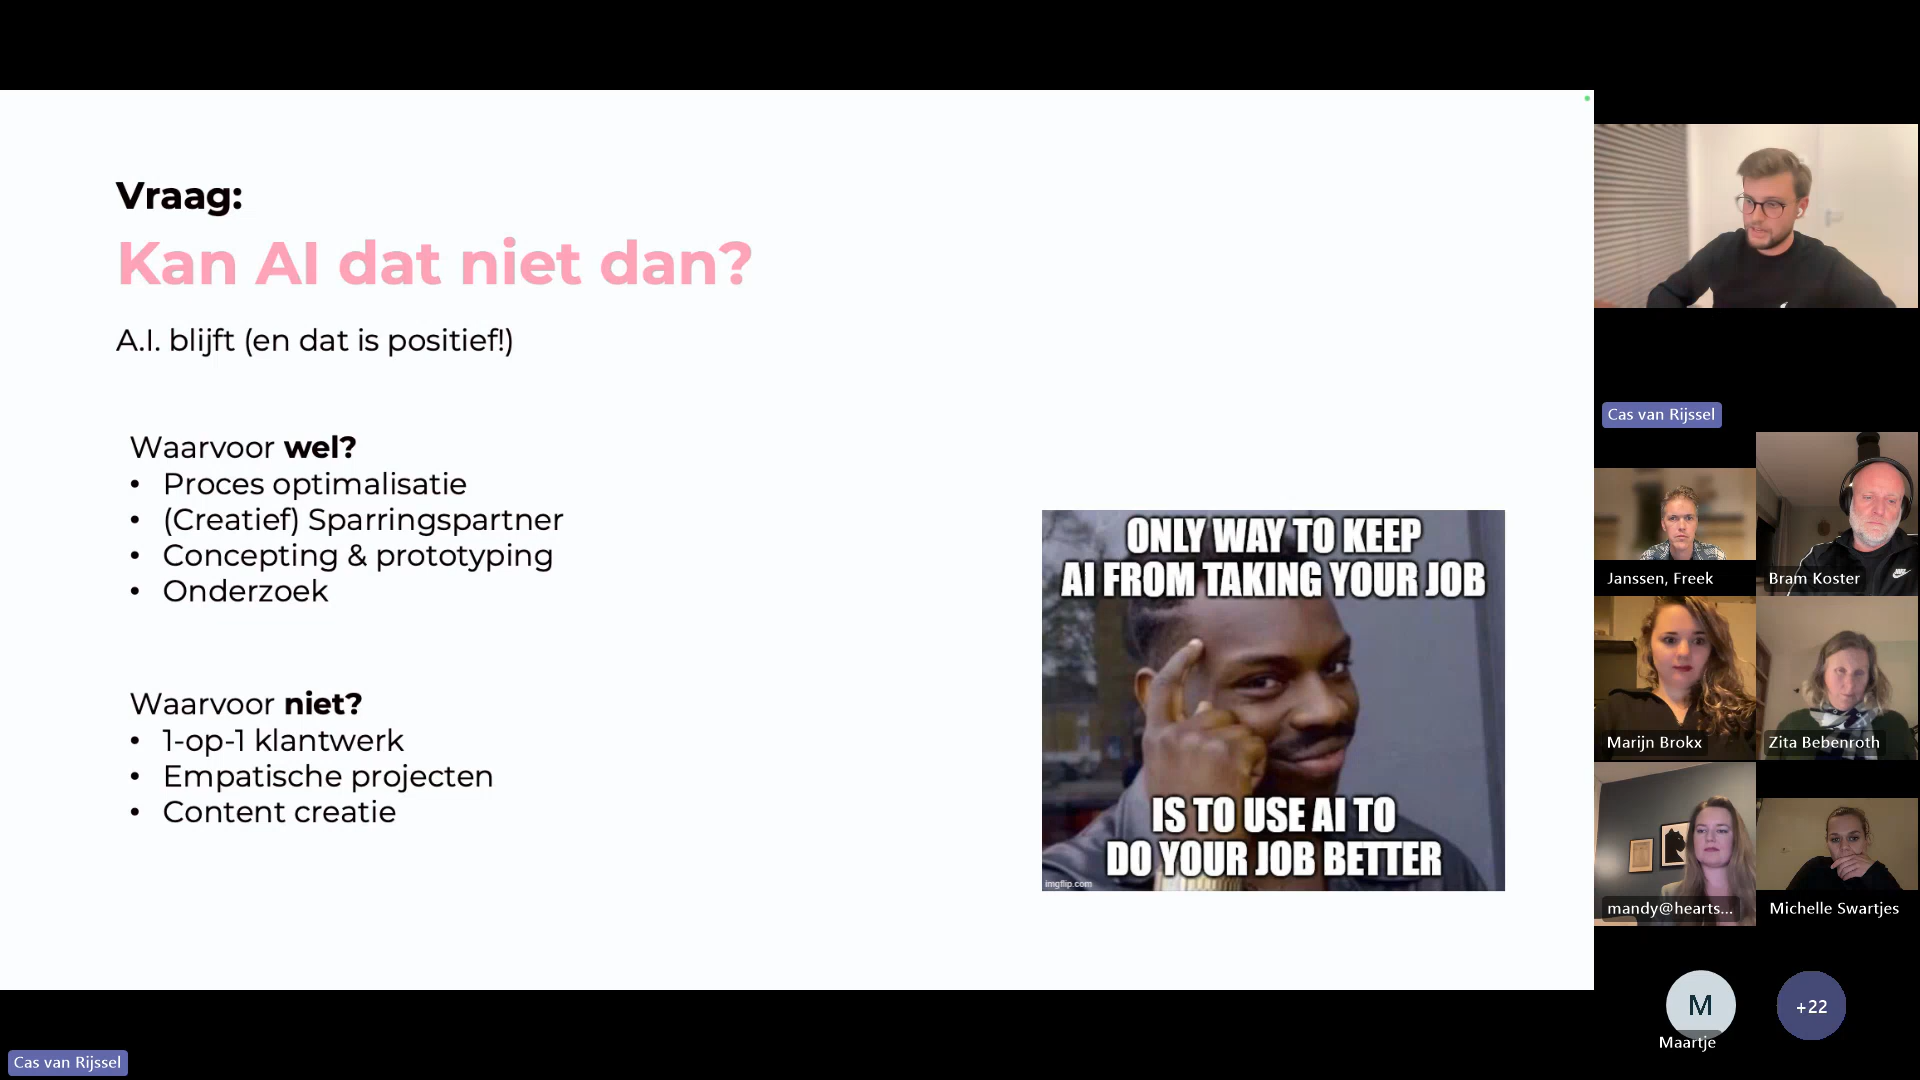 Vraag:
Kan AI dat niet dan?
A.I. blijft (en dat is positief!)
Waarvoor wel?
• Proces optimalisatie
• (Creatief) Sparringspartner
• Concepting & prototyping
• Onderzoek
Waarvoor niet?
• 1-op-1 klantwerk
• Empatische projecten
• Content creatie
ONLY WAY TO KEEP
AI FROM TAKING YOUR JOB
IS TO USE AI TO
DO YOUR JOB BETTER
imgflip.com
Cas van Rijssel
Janssen, Freek
Bram Koster
Marijn Brokx
Zita Bebenroth
mandy@hearts...
Michelle Swartjes
M
Maartje
+22
Cas van Rijssel